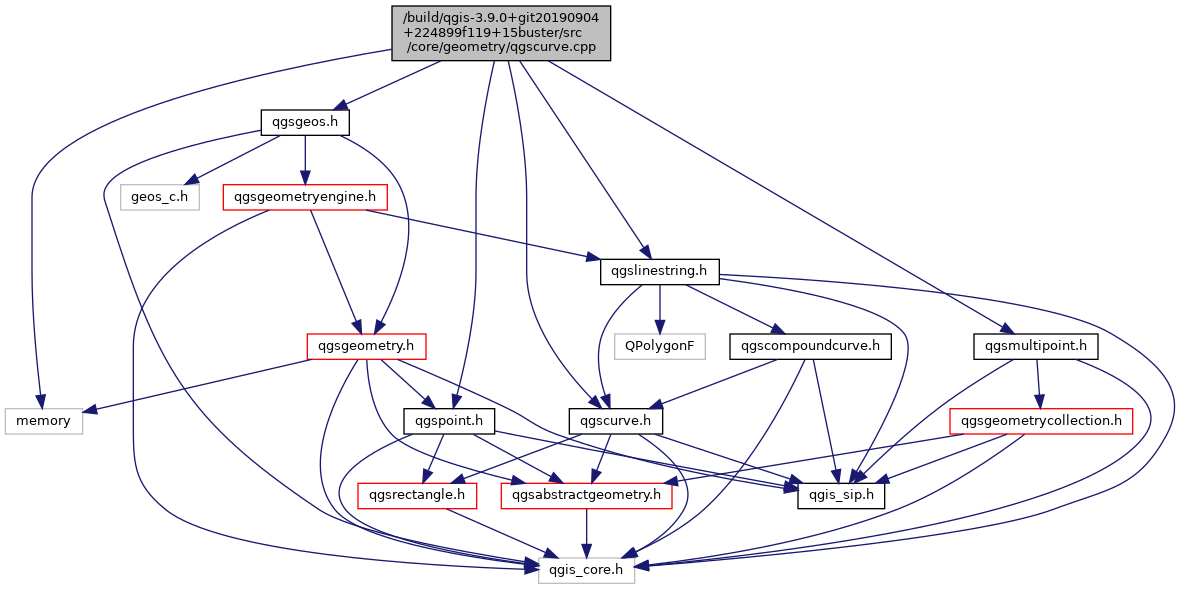 /build/qgis-3.9.0+git20190904
+224899f119+15buster/src
/core/geometry/qgscurve.cpp
qgsgeos.h
geos_c.h
qgsgeometryengine.h
qgslinestring.h
qgsgeometry.h
QPolygonF
qgscompoundcurve.h
qgsmultipoint.h
memory
qgspoint.h
qgscurve.h
qgsgeometrycollection.h
qgsrectangle.h
qgsabstractgeometry.h
qgis_sip.h
qgis_core.h